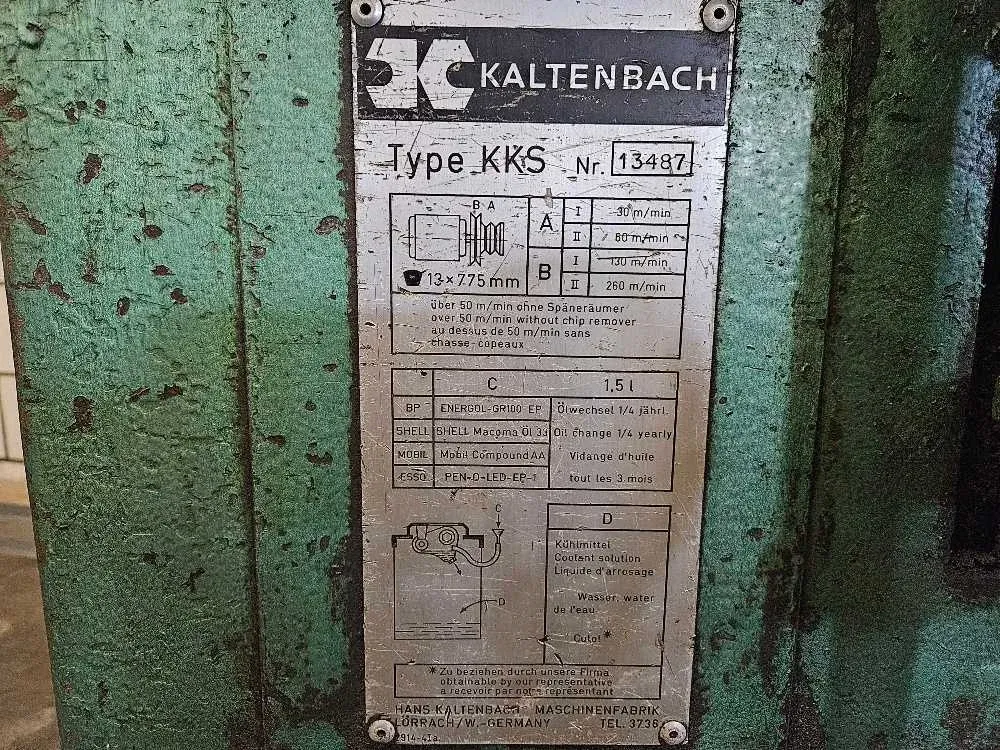 KALTENBACH
Type KKS Nr. 13487
B A
A I 30 m/min
II 60 m/min
B I 130 m/min
II 260 m/min
13 x 7.75 mm
über 50 m/min ohne Späneräumer
over 50 m/min without chip remover
au dessus de 50 m/min sans
chasse-copeaux
C 1,5 l
BP ENERGOL-GR100 EP Ölwechsel 1/4 jährl.
SHELL SHELL Macoma Öl 33 Oil change 1/4 yearly
MOBIL Mobil Compound AA Vidange d'huile
ESSO PEN-O-LED-EP-1 tout les 3 mois
C
D
D
Kühlmittel
Coolant solution
Liquide d'arrosage
Wasser, water
de l'eau.
Cutol*
*Zu beziehen durch unsere Firma
obtainable by our representative
a recevoir par notre représentant
HANS KALTENBACH MASCHINENFABRIK
LÖRRACH/W.-GERMANY TEL. 3736
2914-41a